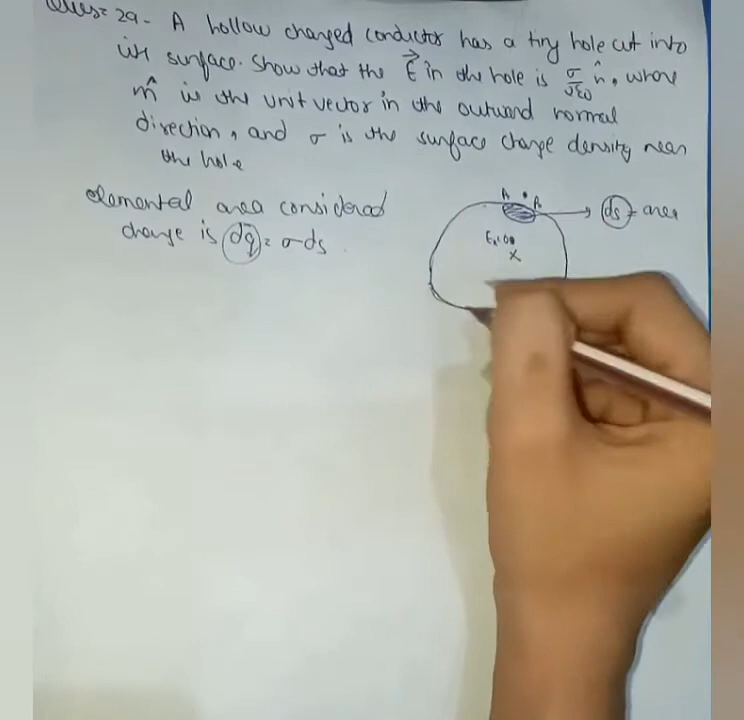 Ques= 29- A hollow charged conductor has a tiny hole cut into
its surface. Show that the E⃗ in the hole is σ/2ε₀ n̂, where
n̂ is the unit vector in the outward normal
direction, and σ is the surface charge density near
the hole
elemental area considered
charge is dq = σ ds.
A . A
ds = area
X